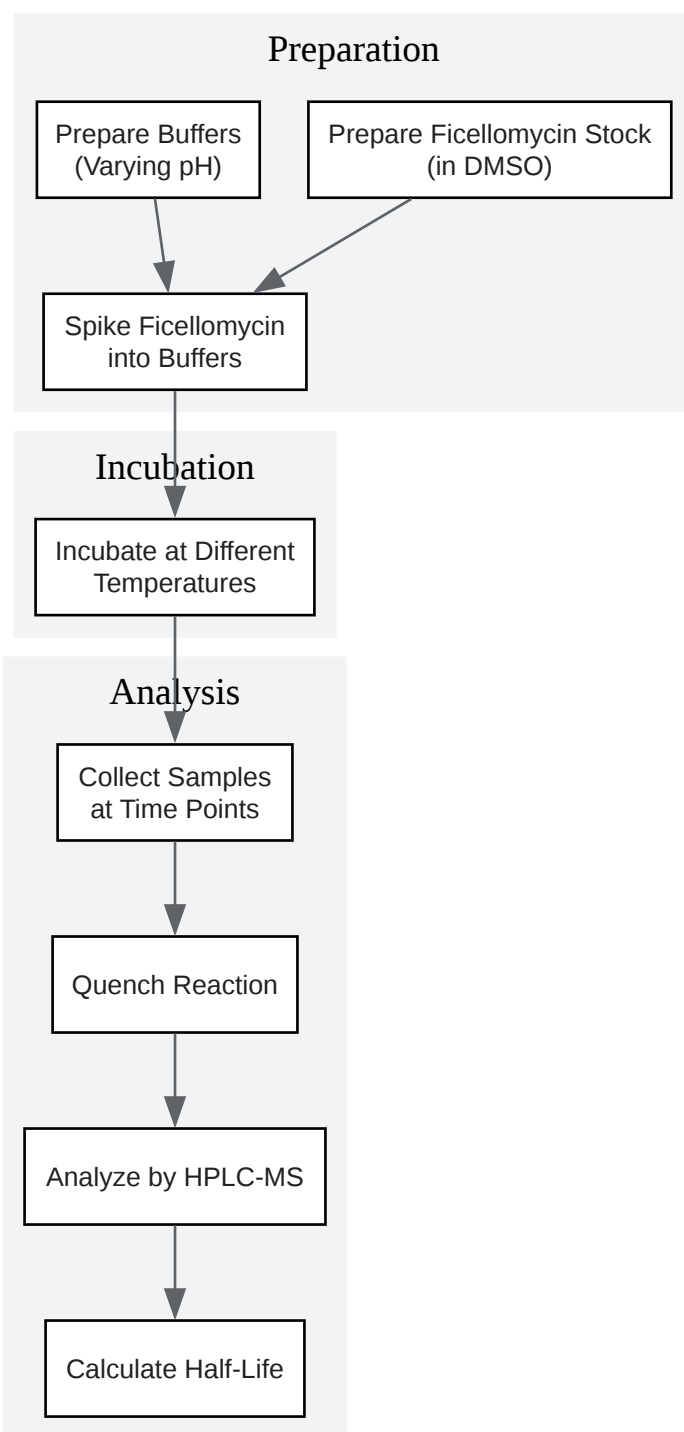 Preparation
Prepare Buffers
(Varying pH)
Prepare Ficellomycin Stock
(in DMSO)
Spike Ficellomycin
into Buffers
Incubation
Incubate at Different
Temperatures
Analysis
Collect Samples
at Time Points
Quench Reaction
Analyze by HPLC-MS
Calculate Half-Life